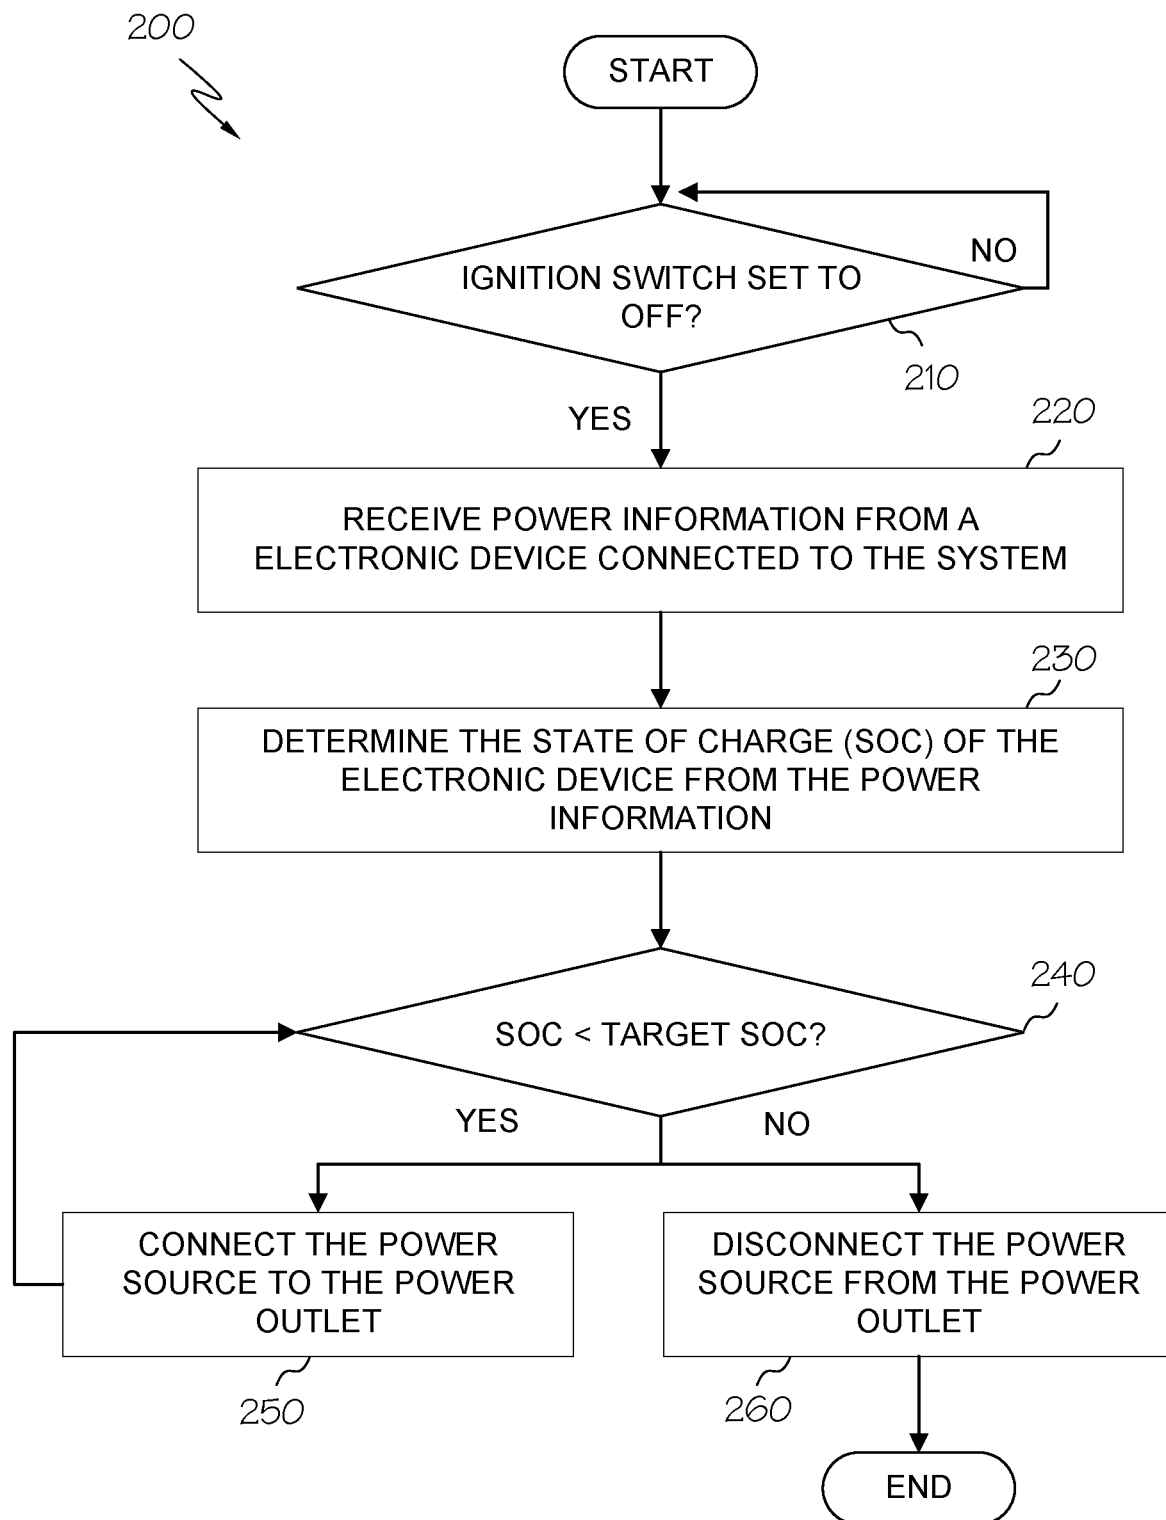 200
START
NO
IGNITION SWITCH SET TO
OFF?
210
YES
220
RECEIVE POWER INFORMATION FROM A
ELECTRONIC DEVICE CONNECTED TO THE SYSTEM
230
DETERMINE THE STATE OF CHARGE (SOC) OF THE
ELECTRONIC DEVICE FROM THE POWER
INFORMATION
240
SOC < TARGET SOC?
YES
NO
CONNECT THE POWER
SOURCE TO THE POWER
OUTLET
250
DISCONNECT THE POWER
SOURCE FROM THE POWER
OUTLET
260
END